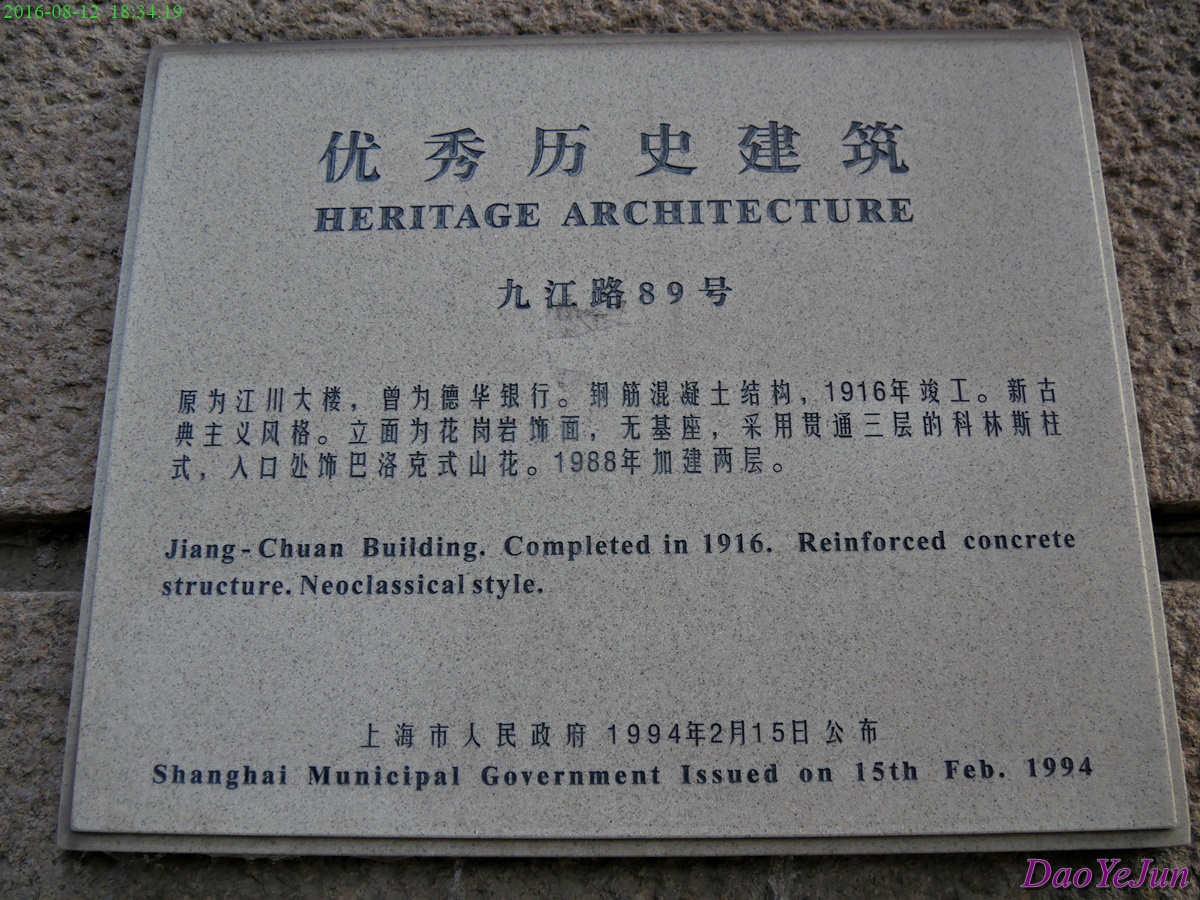 2016-08-12 18:34:19
优秀历史建筑
HERITAGE ARCHITECTURE
九江路89号
原为江川大楼，曾为德华银行。钢筋混凝土结构，1916年竣工。新古
典主义风格。立面为花岗岩饰面，无基座，采用贯通三层的科林斯柱
式，入口处饰巴洛克式山花。1988年加建两层。
Jiang-Chuan Building. Completed in 1916. Reinforced concrete
structure. Neoclassical style.
上海市人民政府 1994年2月15日公布
Shanghai Municipal Government Issued on 15th Feb. 1994
DaoYeJun